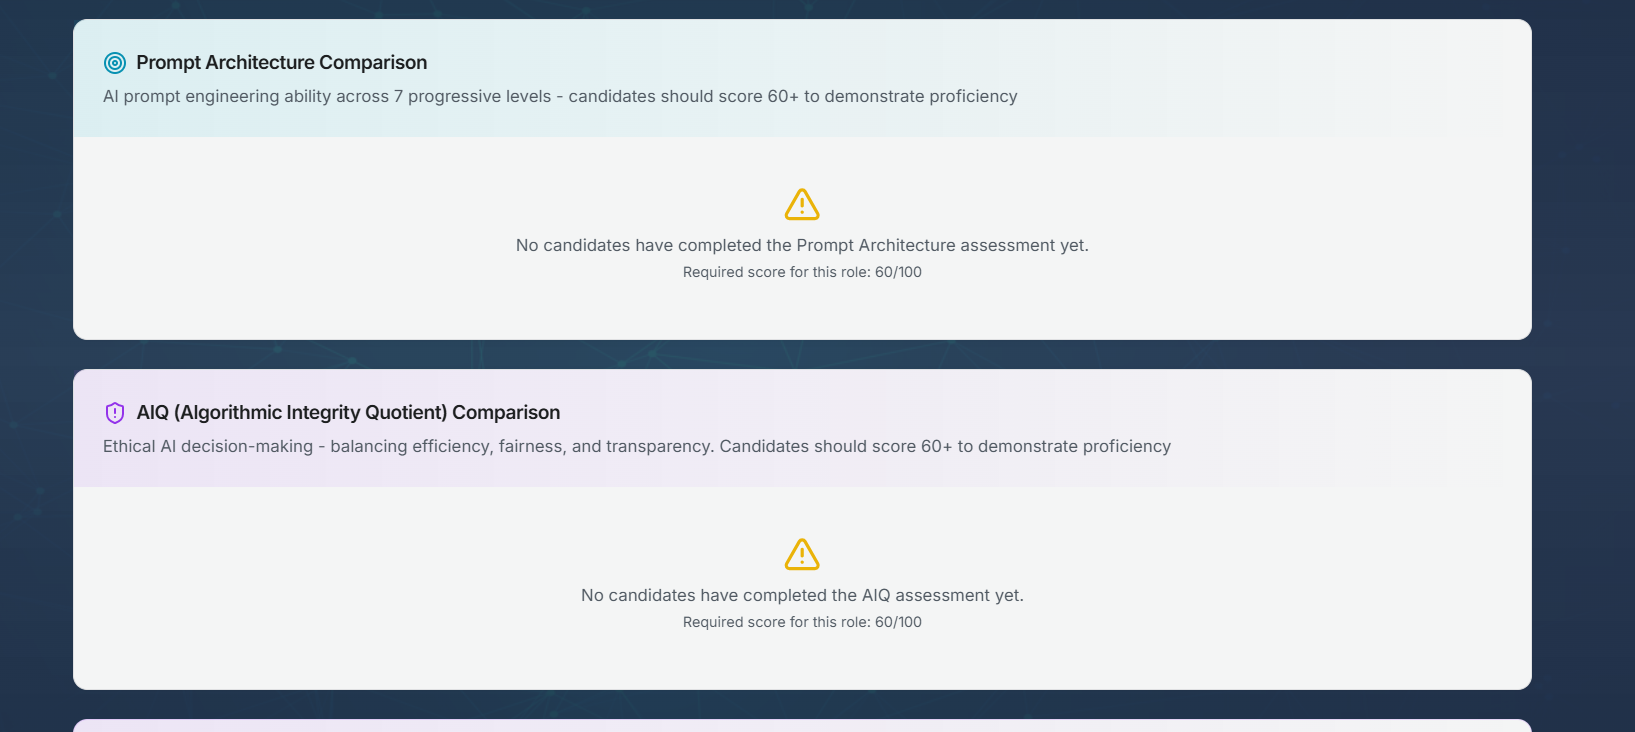 Prompt Architecture Comparison
AI prompt engineering ability across 7 progressive levels - candidates should score 60+ to demonstrate proficiency
No candidates have completed the Prompt Architecture assessment yet.
Required score for this role: 60/100
AIQ (Algorithmic Integrity Quotient) Comparison
Ethical AI decision-making - balancing efficiency, fairness, and transparency. Candidates should score 60+ to demonstrate proficiency
No candidates have completed the AIQ assessment yet.
Required score for this role: 60/100